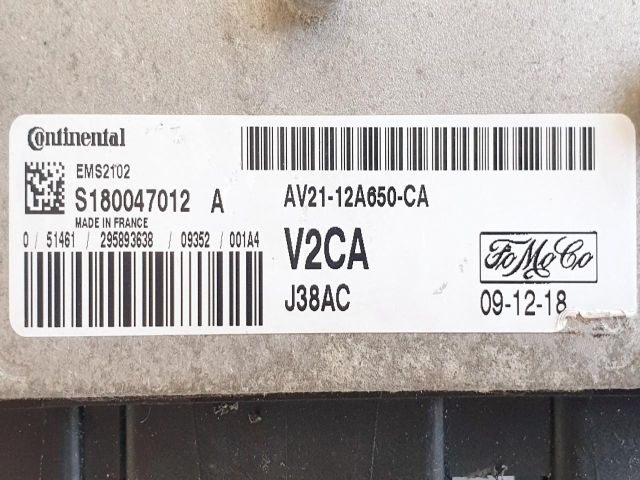 Continental
EMS2102
S180047012 A
MADE IN FRANCE
0 / 51461 / 295893638 / 09352 / 001A4
AV21-12A650-CA
V2CA
J38AC
FoMoCo
09-12-18